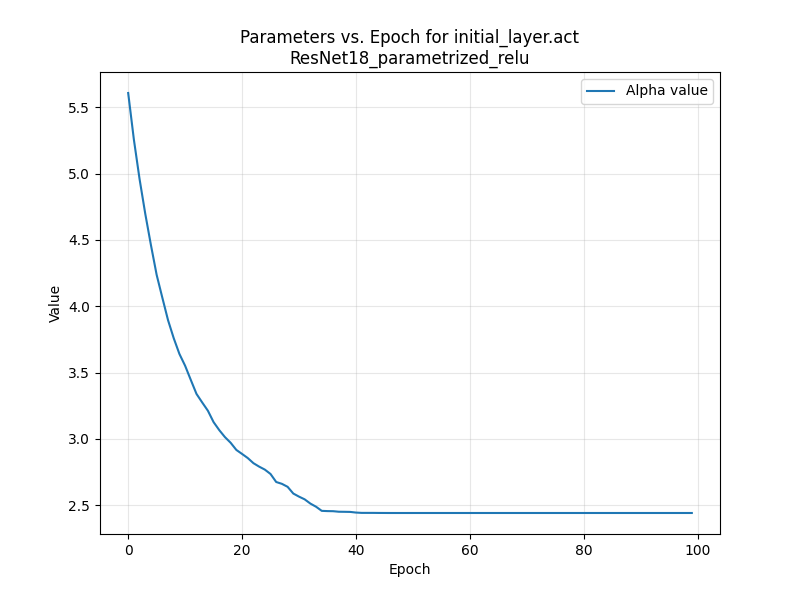 Parameters vs. Epoch for initial_layer.act
ResNet18_parametrized_relu
Alpha value
5.5
5.0
4.5
4.0
3.5
3.0
2.5
Value
0 20 40 60 80 100
Epoch